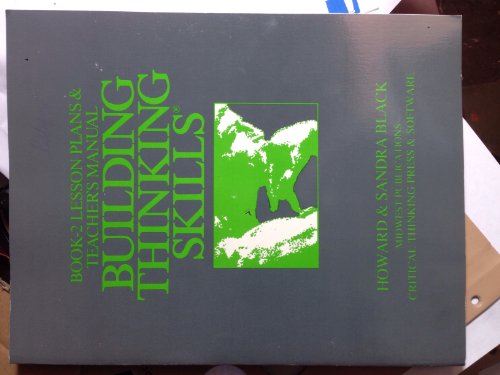 BOOK-2 LESSON PLANS &
TEACHER'S MANUAL
BUILDING
THINKING
SKILLS®
HOWARD & SANDRA BLACK
MIDWEST PUBLICATIONS
CRITICAL THINKING PRESS & SOFTWARE